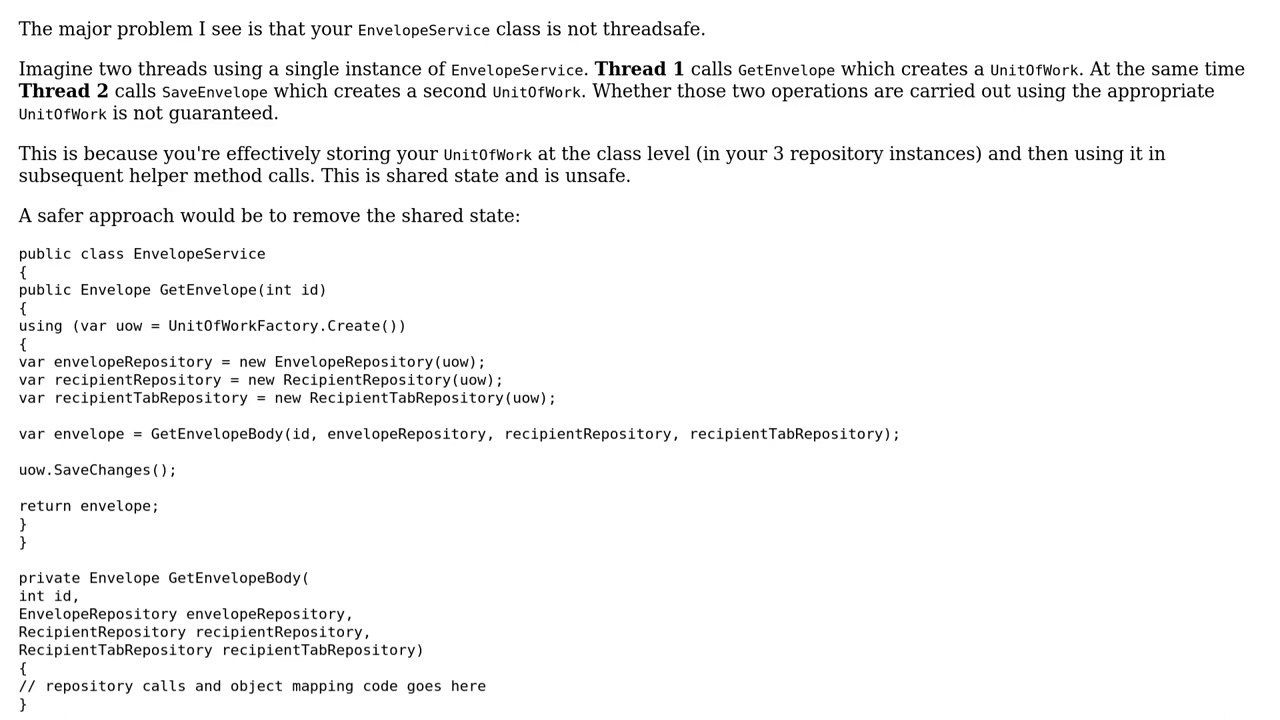 The major problem I see is that your EnvelopeService class is not threadsafe.
Imagine two threads using a single instance of EnvelopeService. Thread 1 calls GetEnvelope which creates a UnitOfWork. At the same time
Thread 2 calls SaveEnvelope which creates a second UnitOfWork. Whether those two operations are carried out using the appropriate
UnitOfWork is not guaranteed.
This is because you're effectively storing your UnitOfWork at the class level (in your 3 repository instances) and then using it in
subsequent helper method calls. This is shared state and is unsafe.
A safer approach would be to remove the shared state:
public class EnvelopeService
{
public Envelope GetEnvelope(int id)
{
using (var uow = UnitOfWorkFactory.Create())
{
var envelopeRepository = new EnvelopeRepository(uow);
var recipientRepository = new RecipientRepository(uow);
var recipientTabRepository = new RecipientTabRepository(uow);
var envelope = GetEnvelopeBody(id, envelopeRepository, recipientRepository, recipientTabRepository);
uow.SaveChanges();
return envelope;
}
}
private Envelope GetEnvelopeBody(
int id,
EnvelopeRepository envelopeRepository,
RecipientRepository recipientRepository,
RecipientTabRepository recipientTabRepository)
{
// repository calls and object mapping code goes here
}